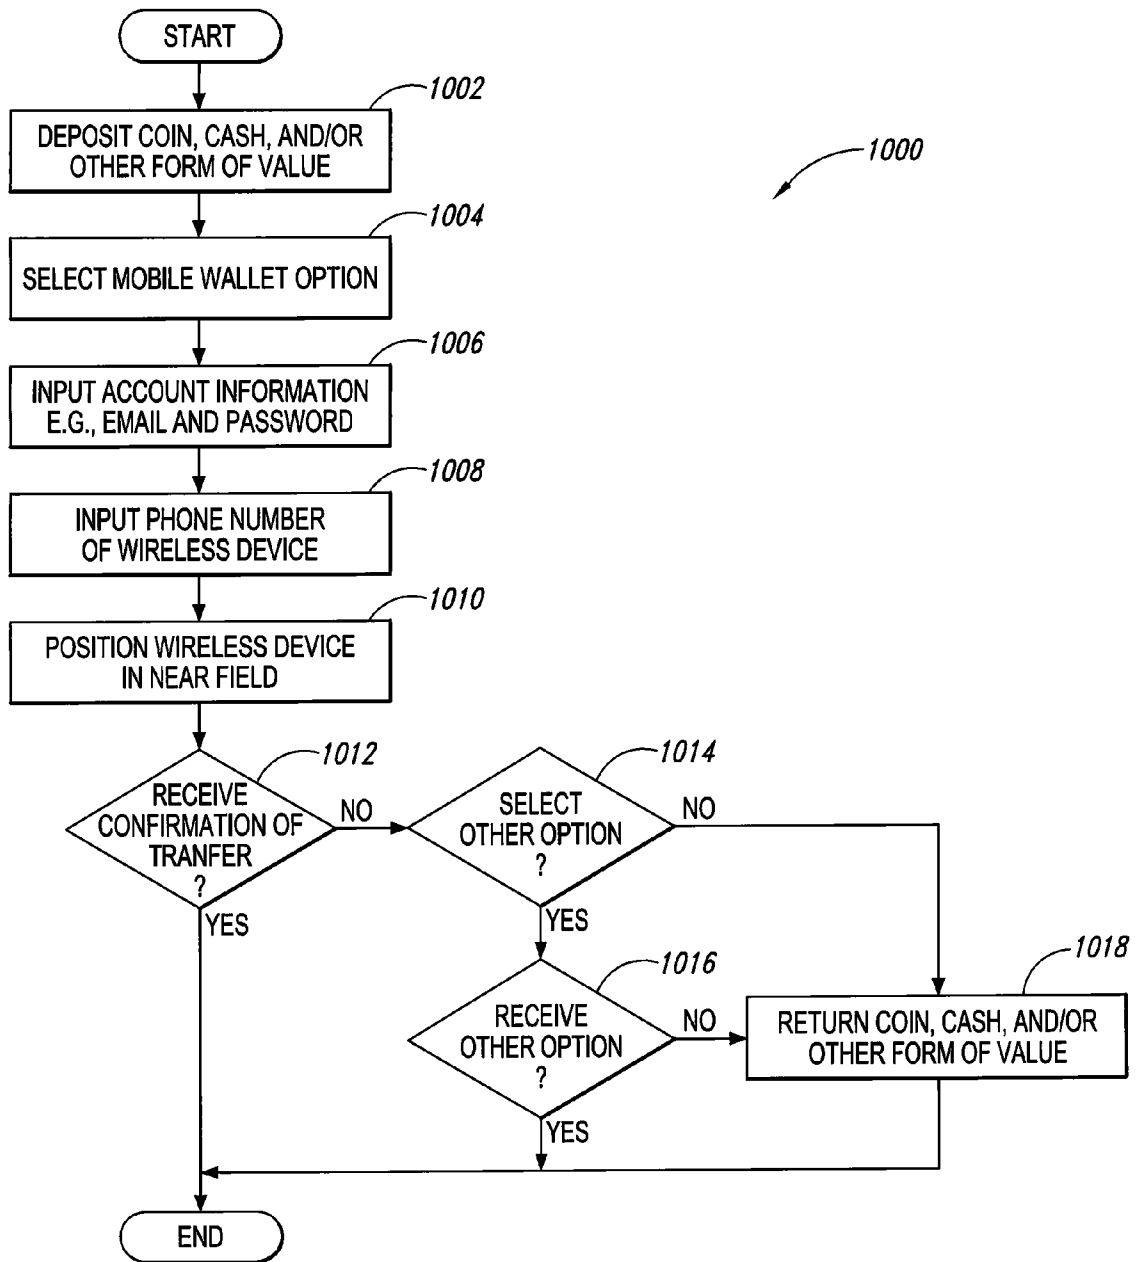 START
1002
DEPOSIT COIN, CASH, AND/OR
OTHER FORM OF VALUE
1000
1004
SELECT MOBILE WALLET OPTION
1006
INPUT ACCOUNT INFORMATION
E.G., EMAIL AND PASSWORD
1008
INPUT PHONE NUMBER
OF WIRELESS DEVICE
1010
POSITION WIRELESS DEVICE
IN NEAR FIELD
1012
RECEIVE
CONFIRMATION OF
TRANFER
?
NO
YES
1014
SELECT
OTHER OPTION
?
NO
YES
1016
RECEIVE
OTHER OPTION
?
NO
YES
1018
RETURN COIN, CASH, AND/OR
OTHER FORM OF VALUE
END